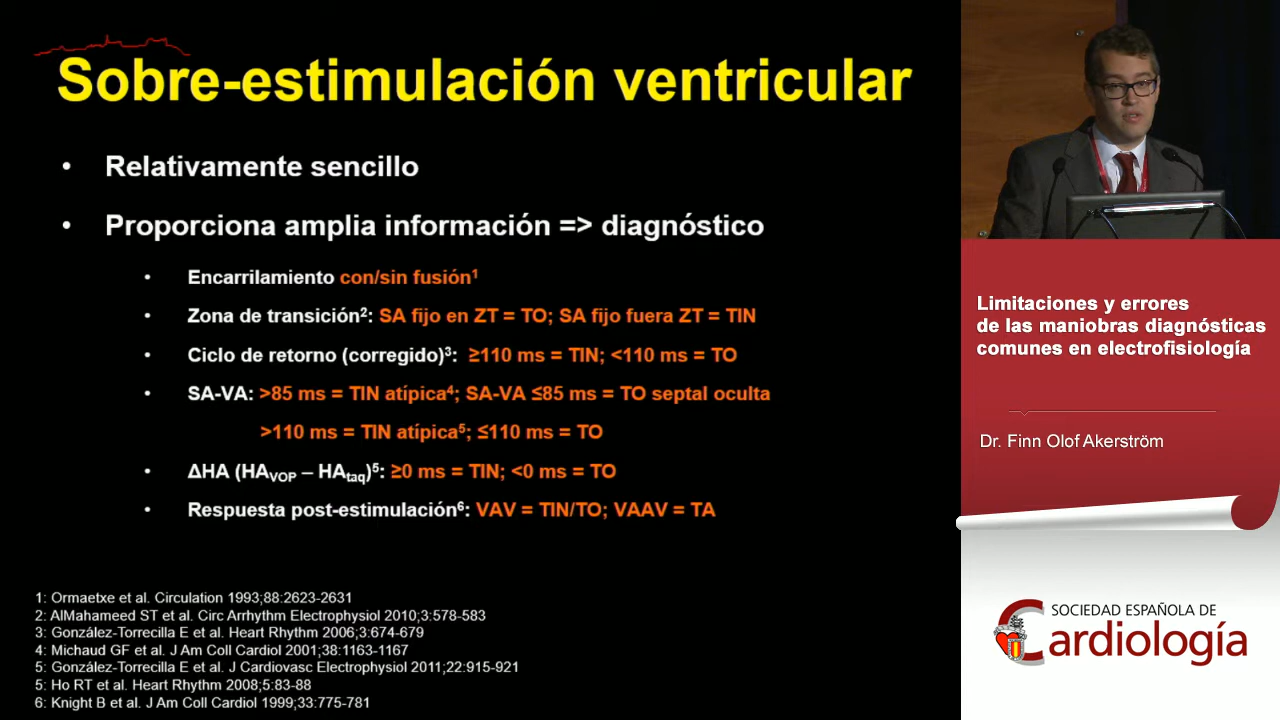 Sobre-estimulación ventricular
• Relativamente sencillo
• Proporciona amplia información => diagnóstico
• Encarrilamiento con/sin fusión¹
• Zona de transición²: SA fijo en ZT = TO; SA fijo fuera ZT = TIN
• Ciclo de retorno (corregido)³: ≥110 ms = TIN; <110 ms = TO
• SA-VA: >85 ms = TIN atípica⁴; SA-VA ≤85 ms = TO septal oculta
>110 ms = TIN atípica⁵; ≤110 ms = TO
• ΔHA (HAVOP – HAtaq)⁵: ≥0 ms = TIN; <0 ms = TO
• Respuesta post-estimulación⁶: VAV = TIN/TO; VAAV = TA
1: Ormaetxe et al. Circulation 1993;88:2623-2631
2: AlMahameed ST et al. Circ Arrhythm Electrophysiol 2010;3:578-583
3: González-Torrecilla E et al. Heart Rhythm 2006;3:674-679
4: Michaud GF et al. J Am Coll Cardiol 2001;38:1163-1167
5: González-Torrecilla E et al. J Cardiovasc Electrophysiol 2011;22:915-921
5: Ho RT et al. Heart Rhythm 2008;5:83-88
6: Knight B et al. J Am Coll Cardiol 1999;33:775-781
Limitaciones y errores
de las maniobras diagnósticas
comunes en electrofisiología
Dr. Finn Olof Akerström
SOCIEDAD ESPAÑOLA DE
Cardiología